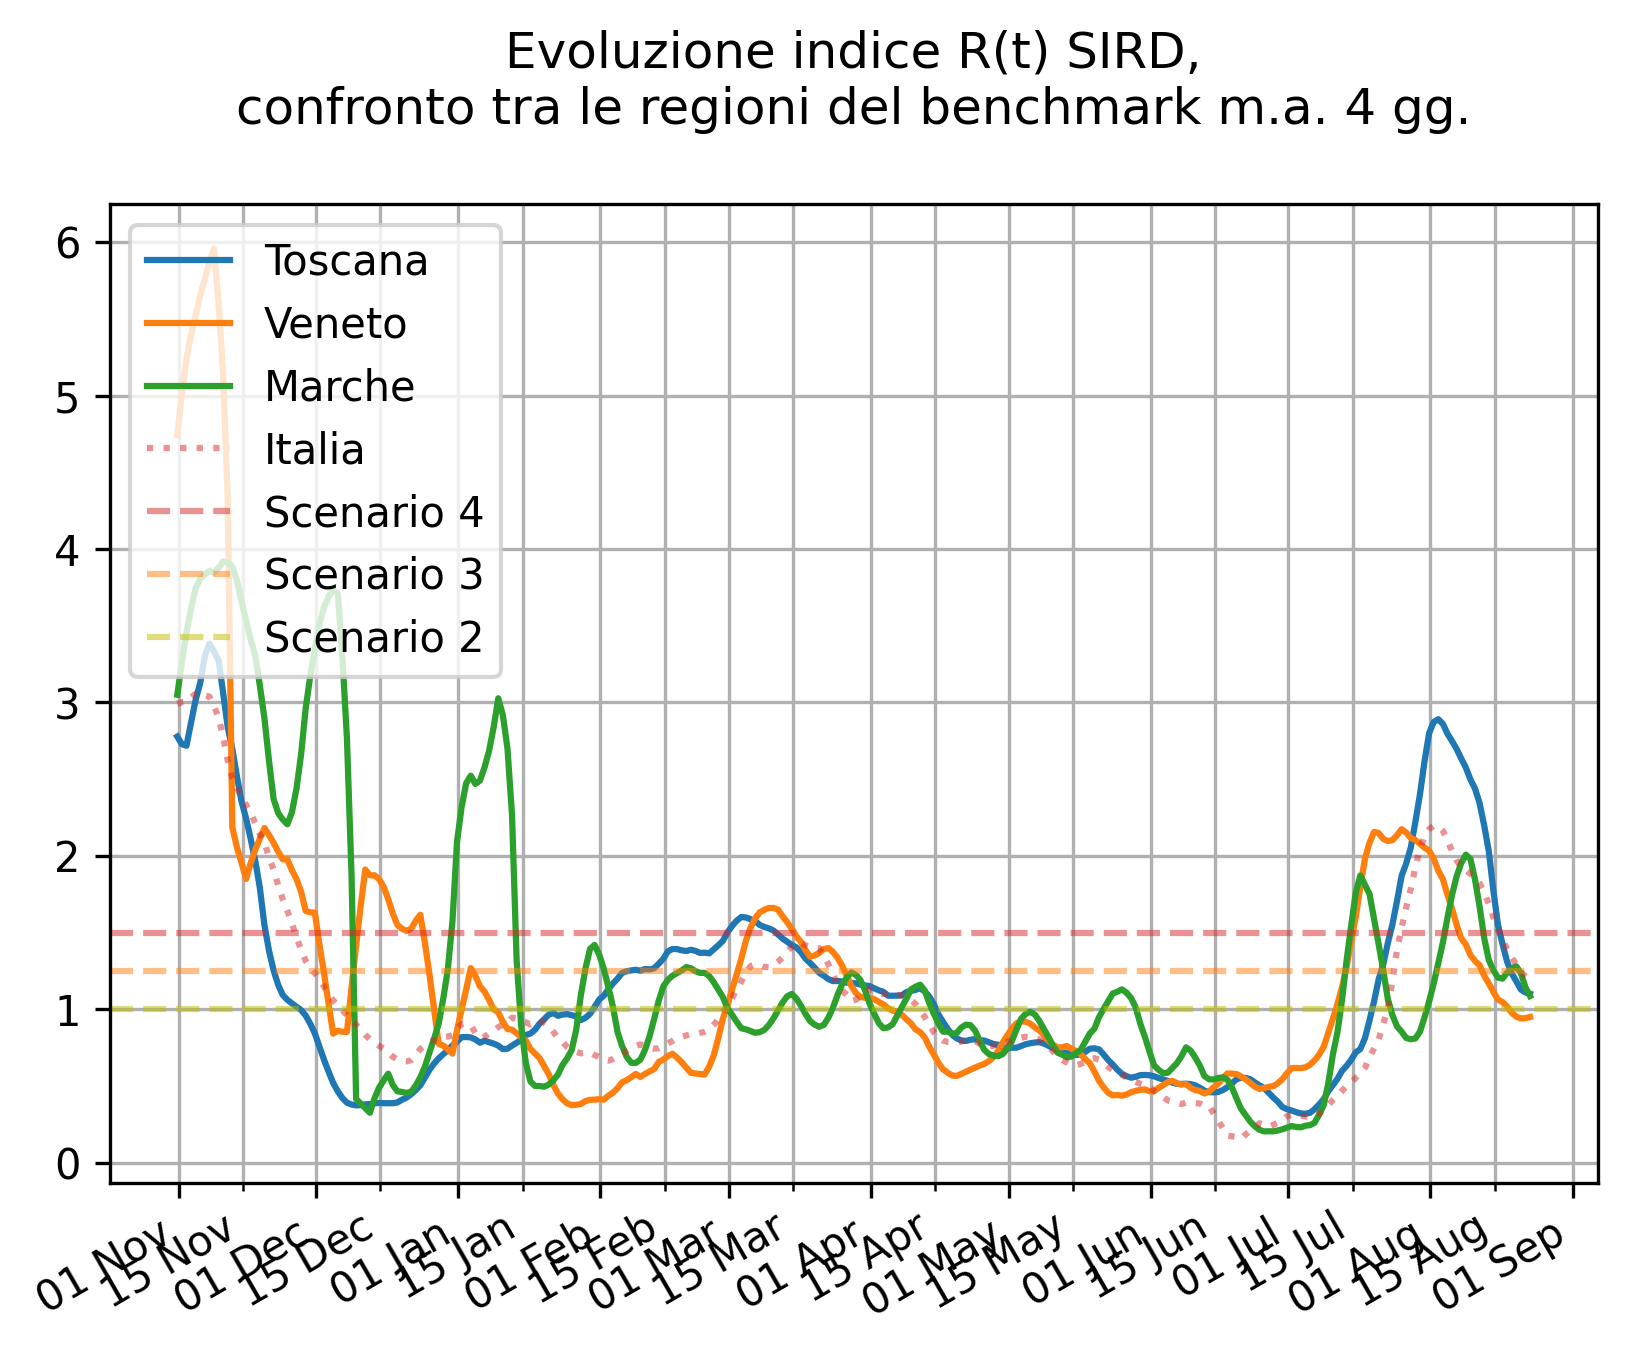 Evoluzione indice R(t) SIRD,
confronto tra le regioni del benchmark m.a. 4 gg.
6
5
4
3
2
1
0
Toscana
Veneto
Marche
Italia
Scenario 4
Scenario 3
Scenario 2
01 Nov
15 Nov
01 Dec
15 Dec
01 Jan
15 Jan
01 Feb
15 Feb
01 Mar
15 Mar
01 Apr
15 Apr
01 May
15 May
01 Jun
15 Jun
01 Jul
15 Jul
01 Aug
15 Aug
01 Sep